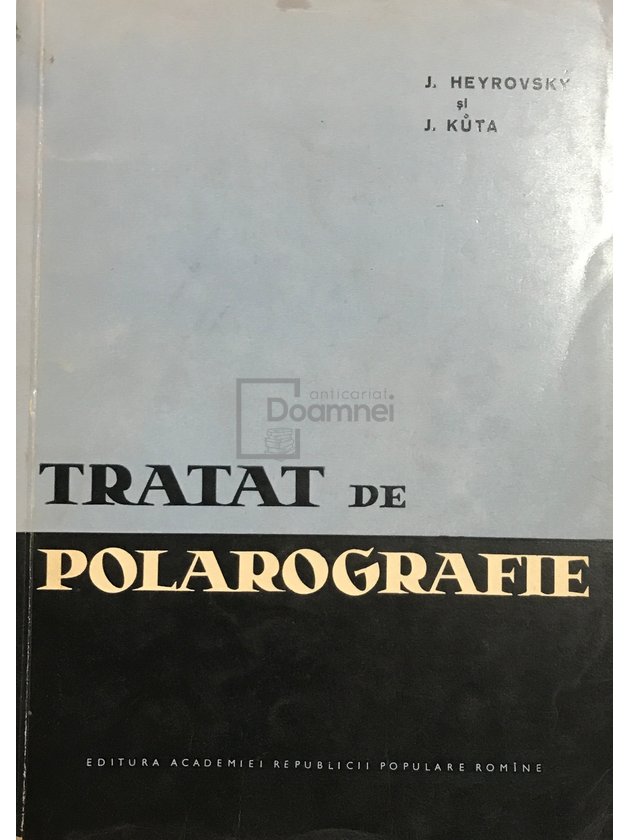 J. HEYROVSKÝ
și
J. KŮTA
anticariat
Doamnei
TRATAT DE
POLAROGRAFIE
EDITURA ACADEMIEI REPUBLICII POPULARE ROMÎNE